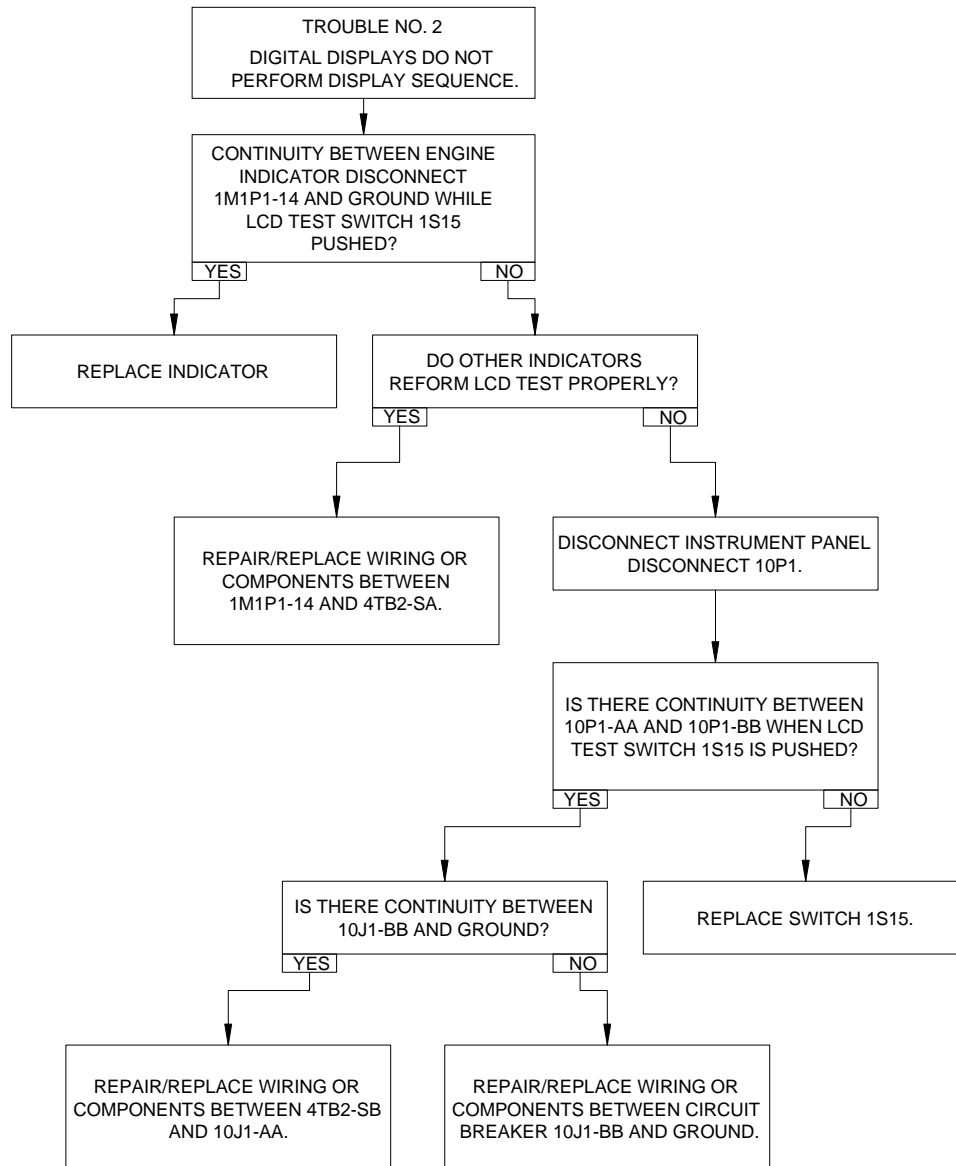 TROUBLE NO. 2
DIGITAL DISPLAYS DO NOT
PERFORM DISPLAY SEQUENCE.
CONTINUITY BETWEEN ENGINE
INDICATOR DISCONNECT
1M1P1-14 AND GROUND WHILE
LCD TEST SWITCH 1S15
PUSHED?
YES
NO
REPLACE INDICATOR
DO OTHER INDICATORS
REFORM LCD TEST PROPERLY?
YES
NO
REPAIR/REPLACE WIRING OR
COMPONENTS BETWEEN
1M1P1-14 AND 4TB2-SA.
DISCONNECT INSTRUMENT PANEL
DISCONNECT 10P1.
IS THERE CONTINUITY BETWEEN
10P1-AA AND 10P1-BB WHEN LCD
TEST SWITCH 1S15 IS PUSHED?
YES
NO
IS THERE CONTINUITY BETWEEN
10J1-BB AND GROUND?
YES
NO
REPLACE SWITCH 1S15.
REPAIR/REPLACE WIRING OR
COMPONENTS BETWEEN 4TB2-SB
AND 10J1-AA.
REPAIR/REPLACE WIRING OR
COMPONENTS BETWEEN CIRCUIT
BREAKER 10J1-BB AND GROUND.